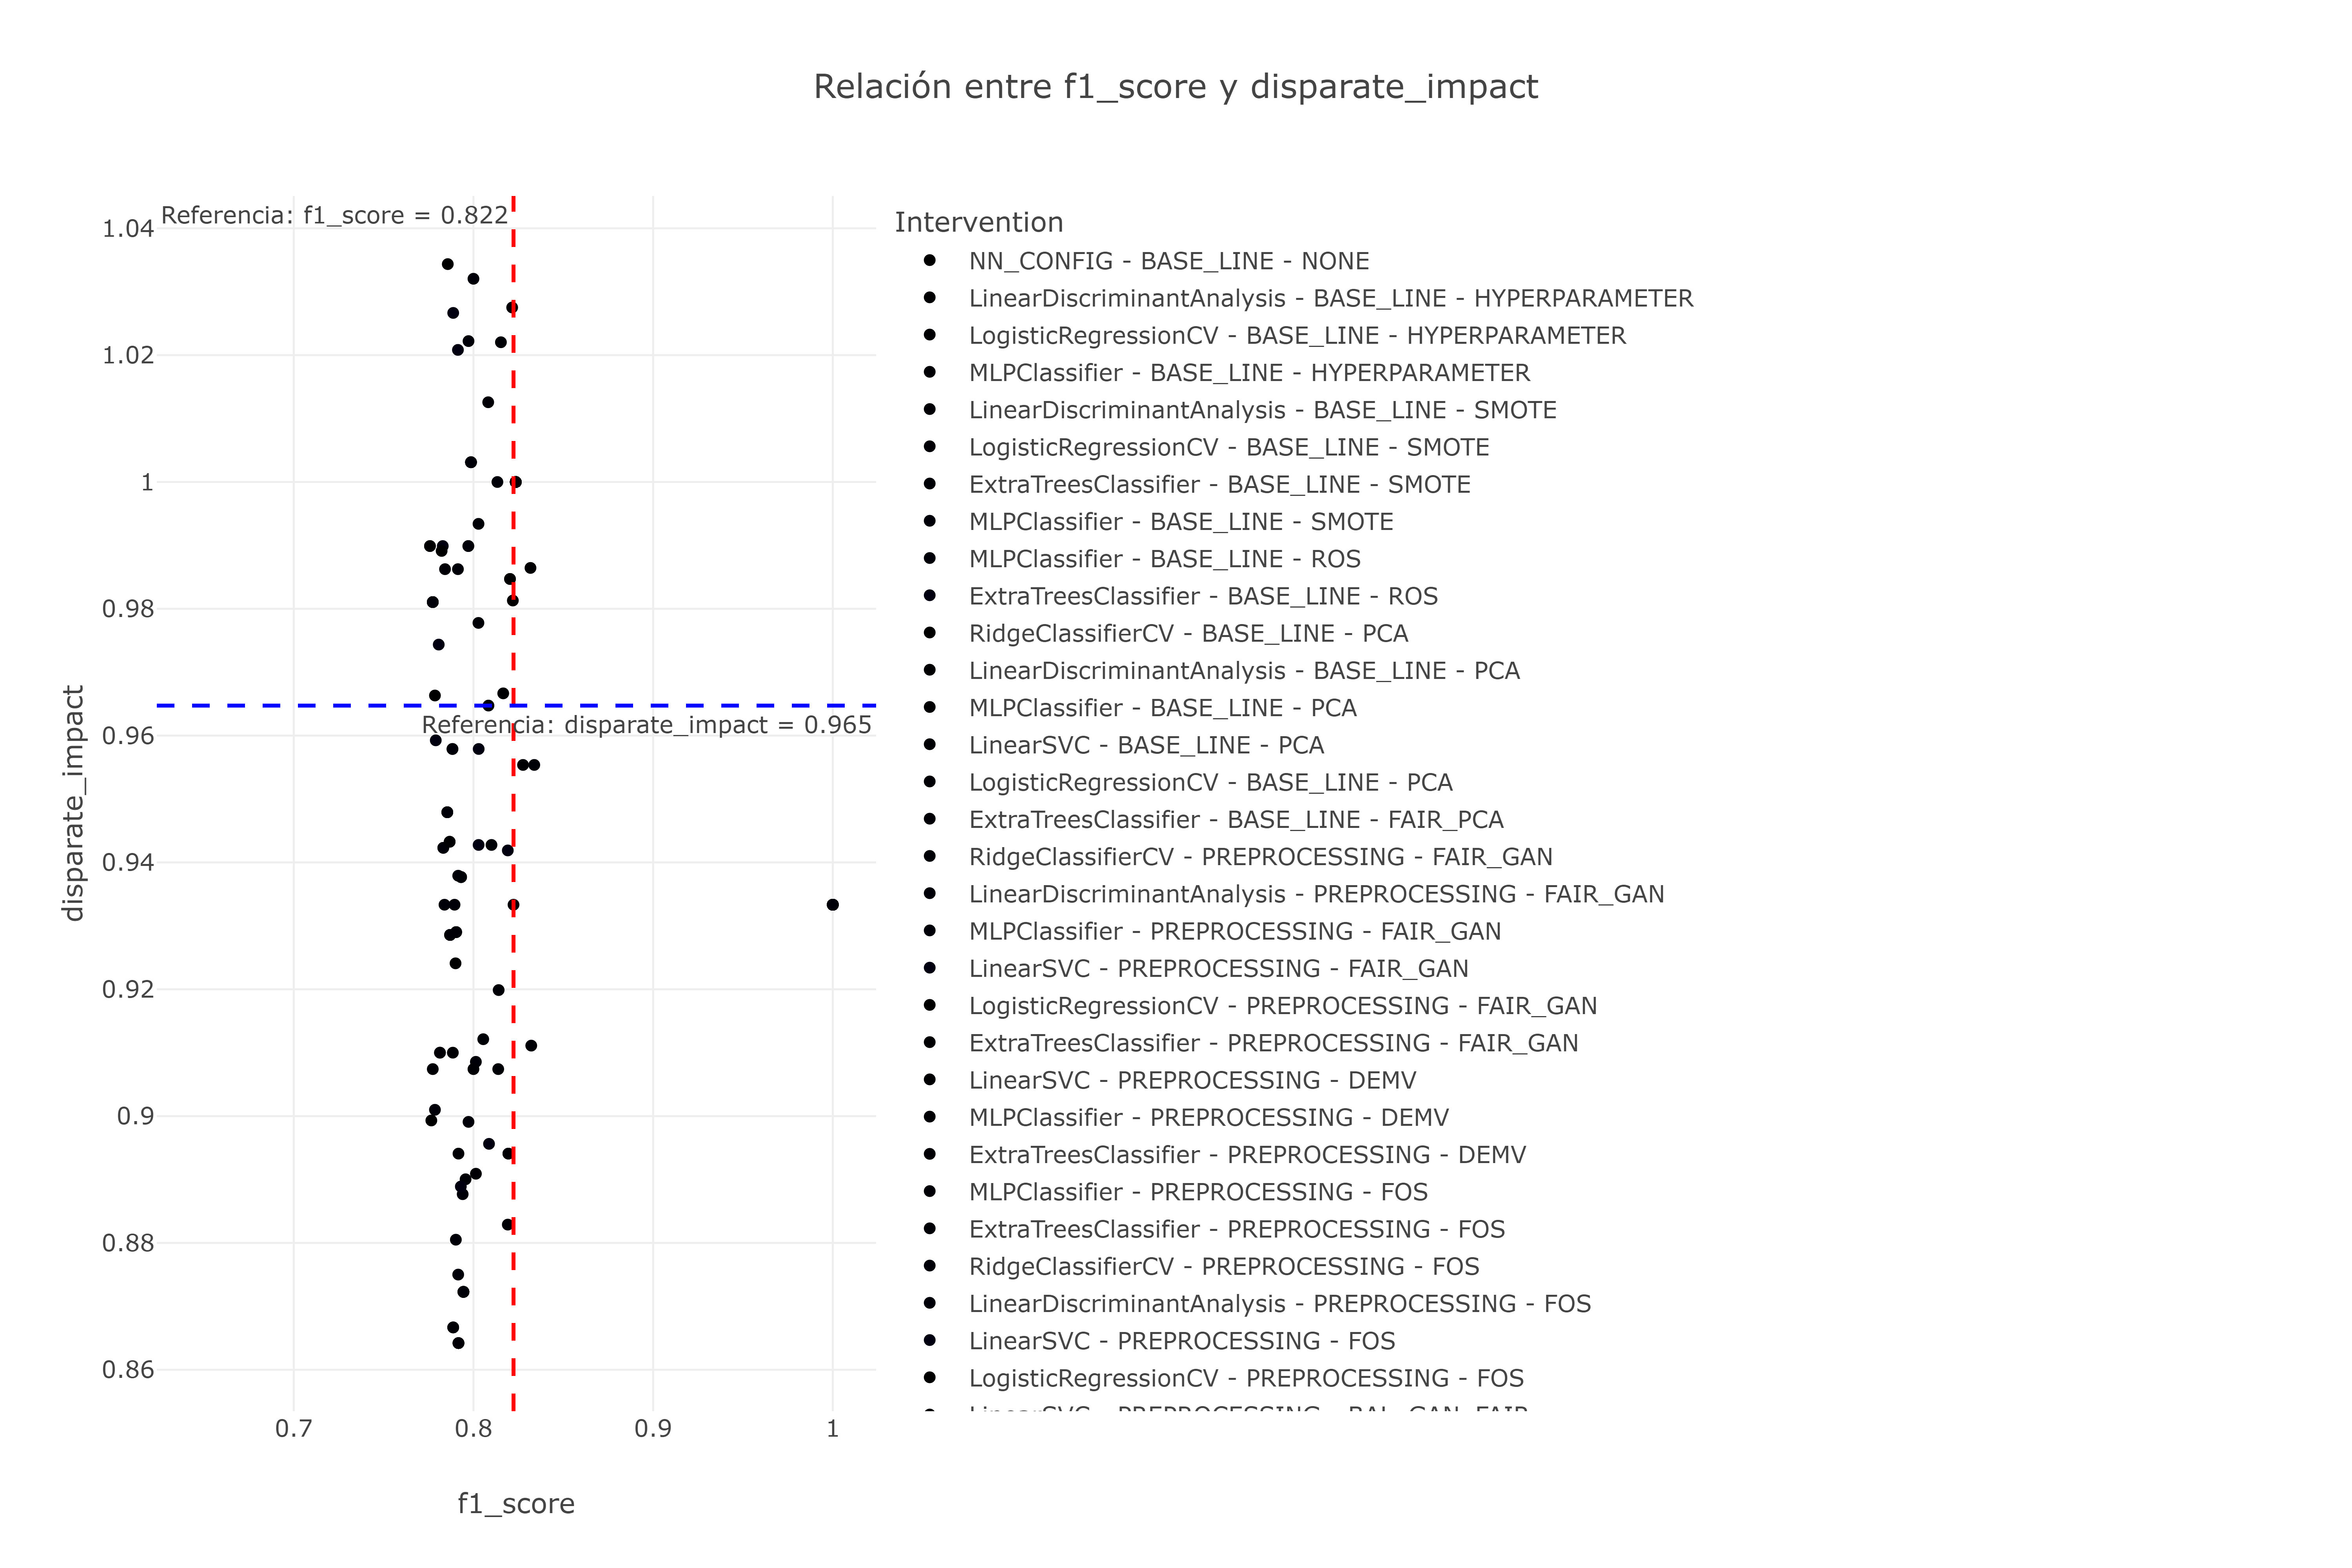 Relación entre f1_score y disparate_impact
Referencia: f1_score = 0.822
1.04
1.02
1
0.98
0.96
0.94
0.92
0.9
0.88
0.86
disparate_impact
Referencia: disparate_impact = 0.965
0.7
0.8
0.9
1
f1_score
Intervention
NN_CONFIG - BASE_LINE - NONE
LinearDiscriminantAnalysis - BASE_LINE - HYPERPARAMETER
LogisticRegressionCV - BASE_LINE - HYPERPARAMETER
MLPClassifier - BASE_LINE - HYPERPARAMETER
LinearDiscriminantAnalysis - BASE_LINE - SMOTE
LogisticRegressionCV - BASE_LINE - SMOTE
ExtraTreesClassifier - BASE_LINE - SMOTE
MLPClassifier - BASE_LINE - SMOTE
MLPClassifier - BASE_LINE - ROS
ExtraTreesClassifier - BASE_LINE - ROS
RidgeClassifierCV - BASE_LINE - PCA
LinearDiscriminantAnalysis - BASE_LINE - PCA
MLPClassifier - BASE_LINE - PCA
LinearSVC - BASE_LINE - PCA
LogisticRegressionCV - BASE_LINE - PCA
ExtraTreesClassifier - BASE_LINE - FAIR_PCA
RidgeClassifierCV - PREPROCESSING - FAIR_GAN
LinearDiscriminantAnalysis - PREPROCESSING - FAIR_GAN
MLPClassifier - PREPROCESSING - FAIR_GAN
LinearSVC - PREPROCESSING - FAIR_GAN
LogisticRegressionCV - PREPROCESSING - FAIR_GAN
ExtraTreesClassifier - PREPROCESSING - FAIR_GAN
LinearSVC - PREPROCESSING - DEMV
MLPClassifier - PREPROCESSING - DEMV
ExtraTreesClassifier - PREPROCESSING - DEMV
MLPClassifier - PREPROCESSING - FOS
ExtraTreesClassifier - PREPROCESSING - FOS
RidgeClassifierCV - PREPROCESSING - FOS
LinearDiscriminantAnalysis - PREPROCESSING - FOS
LinearSVC - PREPROCESSING - FOS
LogisticRegressionCV - PREPROCESSING - FOS